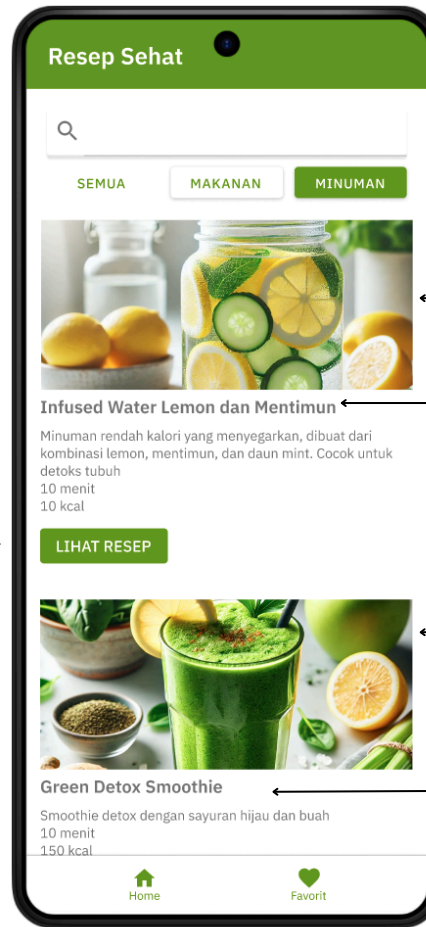 Resep Sehat
SEMUA
MAKANAN
MINUMAN
Infused Water Lemon dan Mentimun
Minuman rendah kalori yang menyegarkan, dibuat dari
kombinasi lemon, mentimun, dan daun mint. Cocok untuk
detoks tubuh
10 menit
10 kcal
LIHAT RESEP
Green Detox Smoothie
Smoothie detox dengan sayuran hijau dan buah
10 menit
150 kcal
Home
Favorit